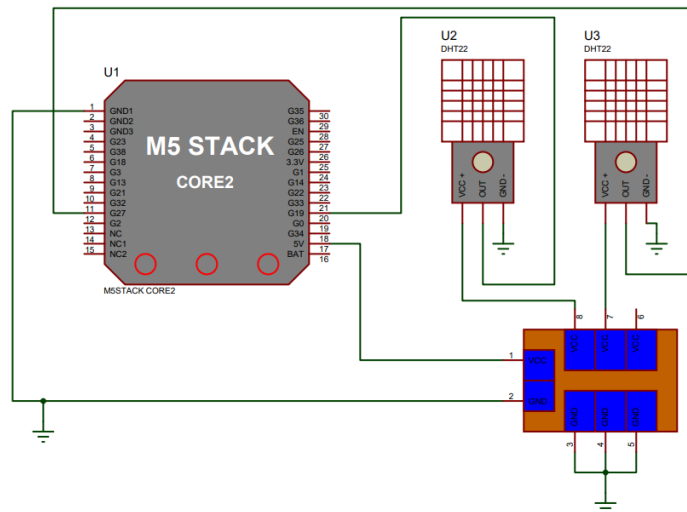 U1
M5 STACK
CORE2
1 GND1
2 GND2
3 GND3
4 G23
5 G38
6 G18
7 G3
8 G13
9 G21
10 G32
11 G27
12 G2
13 NC
14 NC1
15 NC2
G35 30
G36 29
EN 28
G25 27
G26 26
3.3V 25
G1 24
G14 23
G22 22
G33 21
G19 20
G0 19
G34 18
5V 17
BAT 16
M5STACK CORE2
U2
DHT22
VCC +
OUT
GND -
U3
DHT22
VCC +
OUT
GND -
8 VCC
7 VCC
6 VCC
1 VCC
2 GND
GND 3
GND 4
GND 5